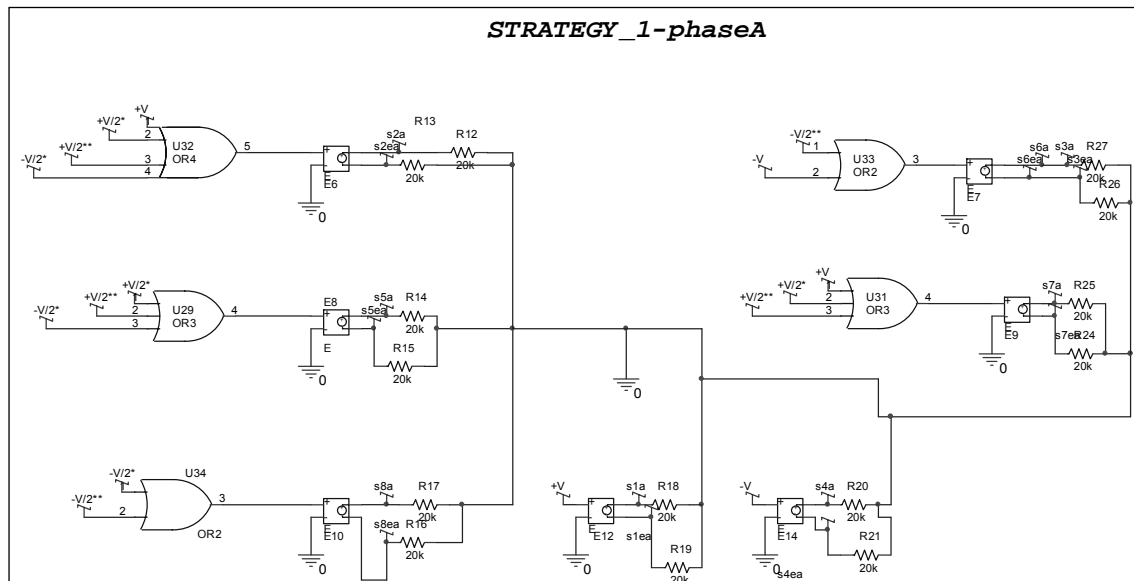 STRATEGY_1-phaseA
+V
+V/2*
+V/2**
-V/2*
2
3
4
U32
OR4
5
E6
E
0
s2a
s2ea
R13
20k
R12
20k
-V/2**
-V
1
2
U33
OR2
3
E7
E
0
s6a
s6ea
s3a
s3ea
R27
20k
R26
20k
+V/2*
+V/2**
-V/2*
2
3
U29
OR3
4
E8
E
0
s5a
s5ea
R14
20k
R15
20k
0
+V
+V/2*
+V/2**
2
3
U31
OR3
4
E9
E
0
s7a
s7ea
R25
20k
R24
20k
-V/2*
-V/2**
2
U34
OR2
3
E10
E
0
s8a
s8ea
R17
20k
R16
20k
+V
E12
E
0
s1a
s1ea
R18
20k
R19
20k
-V
E14
E
0
s4a
s4ea
R20
20k
R21
20k